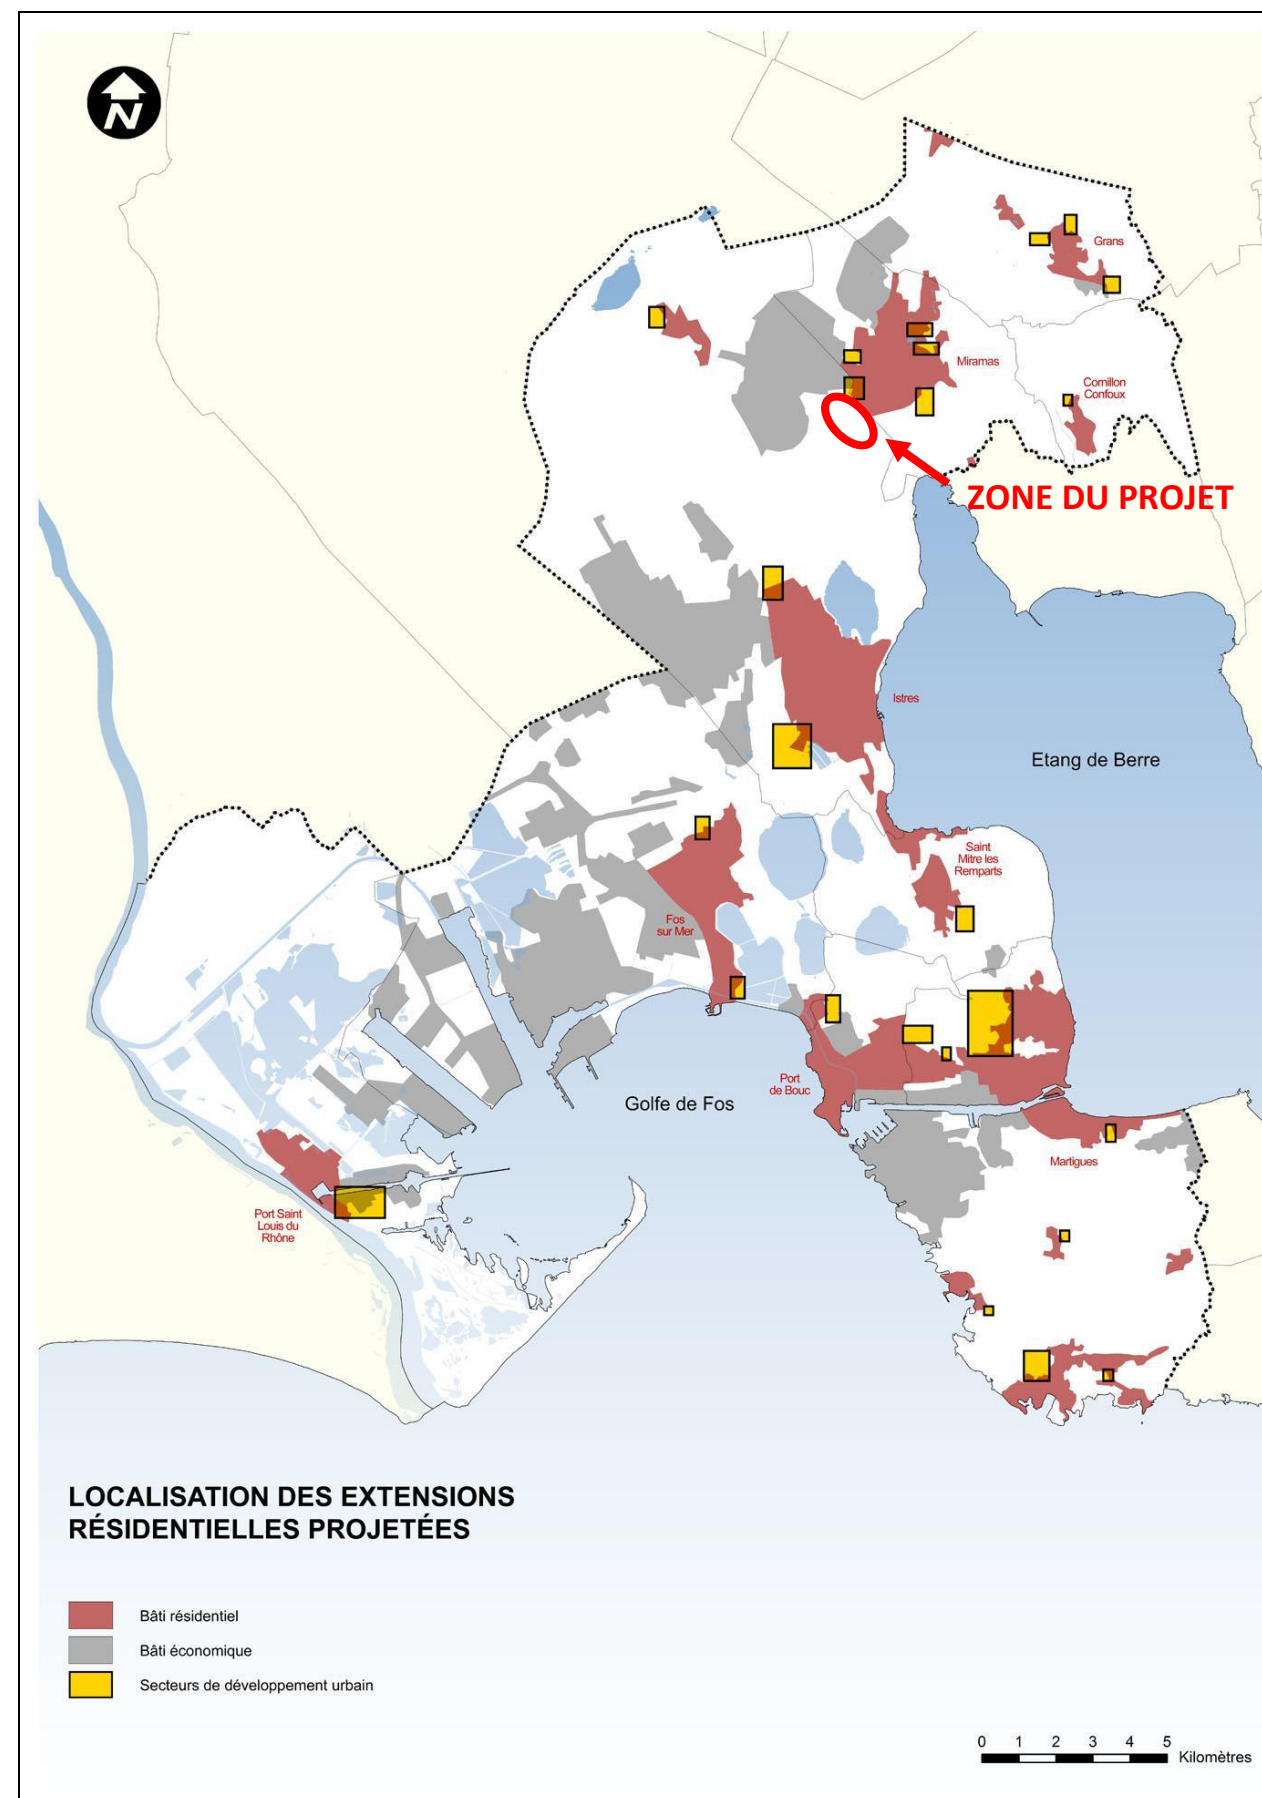 N
Grans
Miramas
Cornillon
Confoux
ZONE DU PROJET
Istres
Etang de Berre
Saint
Mitre les
Remparts
Fos
sur Mer
Port
de Bouc
Golfe de Fos
Martigues
Port Saint
Louis du
Rhône
LOCALISATION DES EXTENSIONS
RÉSIDENTIELLES PROJETÉES
Bâti résidentiel
Bâti économique
Secteurs de développement urbain
0 1 2 3 4 5
Kilomètres